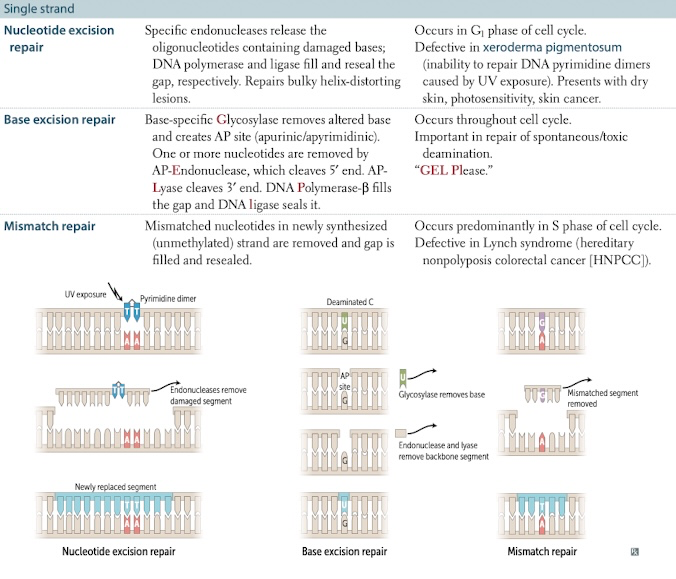 Single strand
Nucleotide excision
repair
Specific endonucleases release the
oligonucleotides containing damaged bases;
DNA polymerase and ligase fill and reseal the
gap, respectively. Repairs bulky helix-distorting
lesions.
Occurs in G1 phase of cell cycle.
Defective in xeroderma pigmentosum
(inability to repair DNA pyrimidine dimers
caused by UV exposure). Presents with dry
skin, photosensitivity, skin cancer.
Base excision repair
Base-specific Glycosylase removes altered base
and creates AP site (apurinic/apyrimidinic).
One or more nucleotides are removed by
AP-Endonuclease, which cleaves 5′ end. AP-
Lyase cleaves 3′ end. DNA Polymerase-β fills
the gap and DNA ligase seals it.
Occurs throughout cell cycle.
Important in repair of spontaneous/toxic
deamination.
“GEL Please.”
Mismatch repair
Mismatched nucleotides in newly synthesized
(unmethylated) strand are removed and gap is
filled and resealed.
Occurs predominantly in S phase of cell cycle.
Defective in Lynch syndrome (hereditary
nonpolyposis colorectal cancer [HNPCC]).
UV exposure
Pyrimidine dimer
T T
A A
Endonucleases remove
damaged segment
T T
A A
Newly replaced segment
T T
A A
Nucleotide excision repair
Deaminated C
U
G
AP
site
G
U
Glycosylase removes base
G
Endonuclease and lyase
remove backbone segment
U
G
Base excision repair
G
A
G
Mismatched segment
removed
A
T
A
Mismatch repair